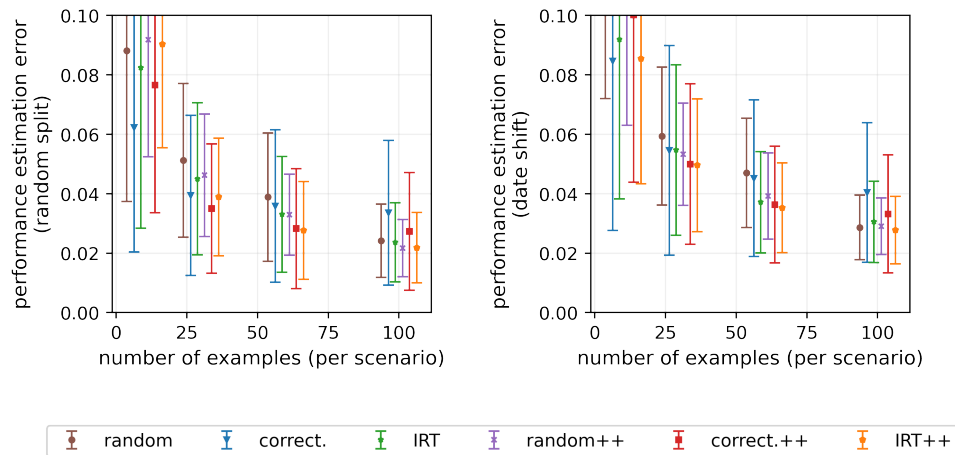 performance estimation error
(random split)
0.10
0.08
0.06
0.04
0.02
0.00
0 25 50 75 100
number of examples (per scenario)
performance estimation error
(date shift)
0.10
0.08
0.06
0.04
0.02
0.00
0 25 50 75 100
number of examples (per scenario)
random correct. IRT random++ correct.++ IRT++